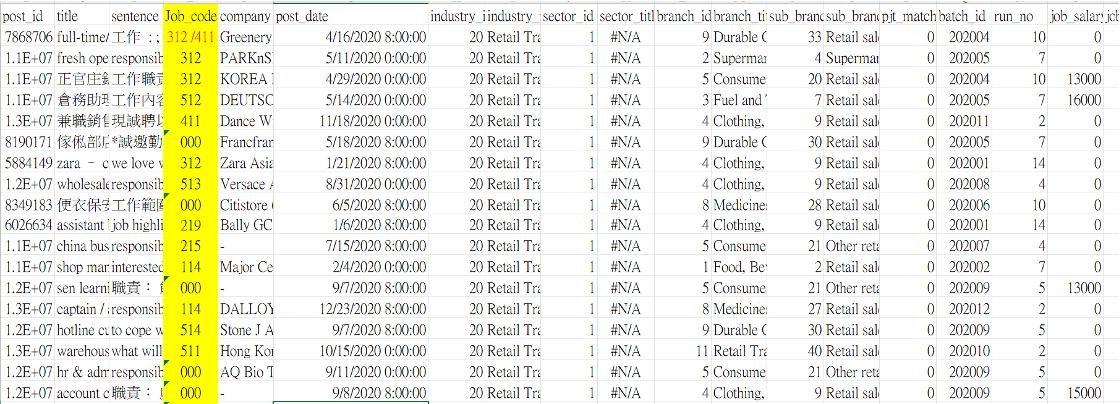 post_id title sentence Job_code company post_date industry_i industry_ sector_id sector_titl branch_id branch_ti sub_bran sub_bran pjt_match batch_id run_no job_salary job
7868706 full-time/ 工作 : ; 312 /411 Greenery 4/16/2020 8:00:00 20 Retail Tra 1 #N/A 9 Durable G 33 Retail sal 0 202004 10 0
1.1E+07 fresh ope responsib 312 PARKnS 5/11/2020 0:00:00 20 Retail Tra 1 #N/A 2 Supermar 4 Supermar 0 202005 7 0
1.1E+07 正官庄銷 工作職責 312 KOREA 4/29/2020 0:00:00 20 Retail Tra 1 #N/A 5 Consume 20 Retail sal 0 202004 10 13000
1.1E+07 倉務助理 工作內容 512 DEUTSC 5/14/2020 0:00:00 20 Retail Tra 1 #N/A 3 Fuel and 7 Retail sal 0 202005 7 16000
1.3E+07 兼職銷售 現誠聘以 411 Dance W 11/18/2020 0:00:00 20 Retail Tra 1 #N/A 4 Clothing, 9 Retail sal 0 202011 2 0
8190171 傢俬部店 *誠邀勤 000 Francfran 5/18/2020 8:00:00 20 Retail Tra 1 #N/A 9 Durable G 30 Retail sal 0 202005 7 0
5884149 zara – c we love v 312 Zara Asia 1/21/2020 8:00:00 20 Retail Tra 1 #N/A 4 Clothing, 9 Retail sal 0 202001 14 0
1.2E+07 wholesale responsib 513 Versace A 8/31/2020 0:00:00 20 Retail Tra 1 #N/A 4 Clothing, 9 Retail sal 0 202008 4 0
8349183 便衣保安 工作範圍 000 Citistore 6/5/2020 8:00:00 20 Retail Tra 1 #N/A 8 Medicine 28 Retail sal 0 202006 10 0
6026634 assistant job highli 219 Bally GC 1/6/2020 8:00:00 20 Retail Tra 1 #N/A 4 Clothing, 9 Retail sal 0 202001 14 0
1.1E+07 china bus responsib 215 - 7/15/2020 0:00:00 20 Retail Tra 1 #N/A 5 Consume 21 Other reta 0 202007 4 0
1.1E+07 shop mar interested 114 Major Ce 2/4/2020 0:00:00 20 Retail Tra 1 #N/A 1 Food, Be 2 Retail sal 0 202002 7 0
1.2E+07 sen learni 職責： 000 - 9/7/2020 0:00:00 20 Retail Tra 1 #N/A 5 Consume 21 Other reta 0 202009 5 13000
1.3E+07 captain / responsib 114 DALLOY 12/23/2020 0:00:00 20 Retail Tra 1 #N/A 8 Medicine 27 Retail sal 0 202012 2 0
1.2E+07 hotline cu to cope w 514 Stone J A 9/7/2020 0:00:00 20 Retail Tra 1 #N/A 9 Durable G 30 Retail sal 0 202009 5 0
1.3E+07 warehous what will 511 Hong Kor 10/15/2020 0:00:00 20 Retail Tra 1 #N/A 11 Retail Tra 40 Retail sal 0 202010 2 0
1.2E+07 hr & adm responsib 000 AQ Bio T 9/11/2020 0:00:00 20 Retail Tra 1 #N/A 5 Consume 21 Other reta 0 202009 5 0
1.2E+07 account c 職責： 000 - 9/8/2020 0:00:00 20 Retail Tra 1 #N/A 4 Clothing, 9 Retail sal 0 202009 5 15000